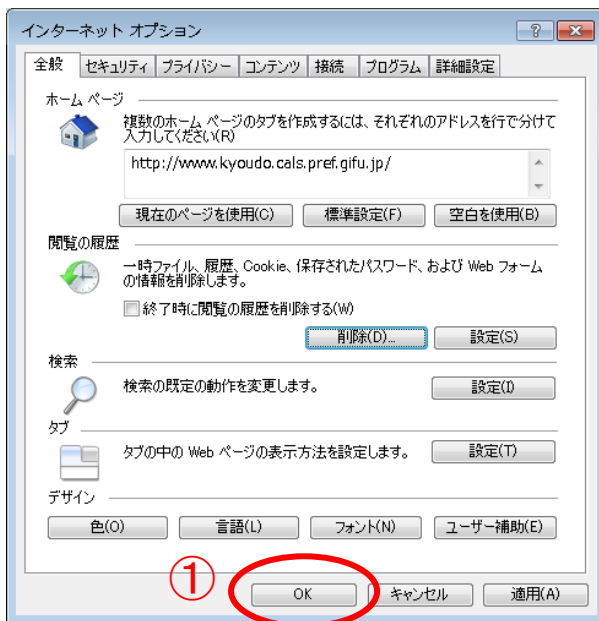 インターネット オプション
全般 セキュリティ プライバシー コンテンツ 接続 プログラム 詳細設定
ホーム ページ
複数のホーム ページのタブを作成するには、それぞれのアドレスを行で分けて
入力してください(R)
http://www.kyoudo.cals.pref.gifu.jp/
現在のページを使用(C) 標準設定(F) 空白を使用(B)
閲覧の履歴
一時ファイル、履歴、Cookie、保存されたパスワード、および Web フォーム
の情報を削除します。
終了時に閲覧の履歴を削除する(W)
削除(D)... 設定(S)
検索
検索の既定の動作を変更します。 設定(I)
タブ
タブの中の Web ページの表示方法を設定します。 設定(T)
デザイン
色(O) 言語(L) フォント(N) ユーザー補助(E)
① OK キャンセル 適用(A)